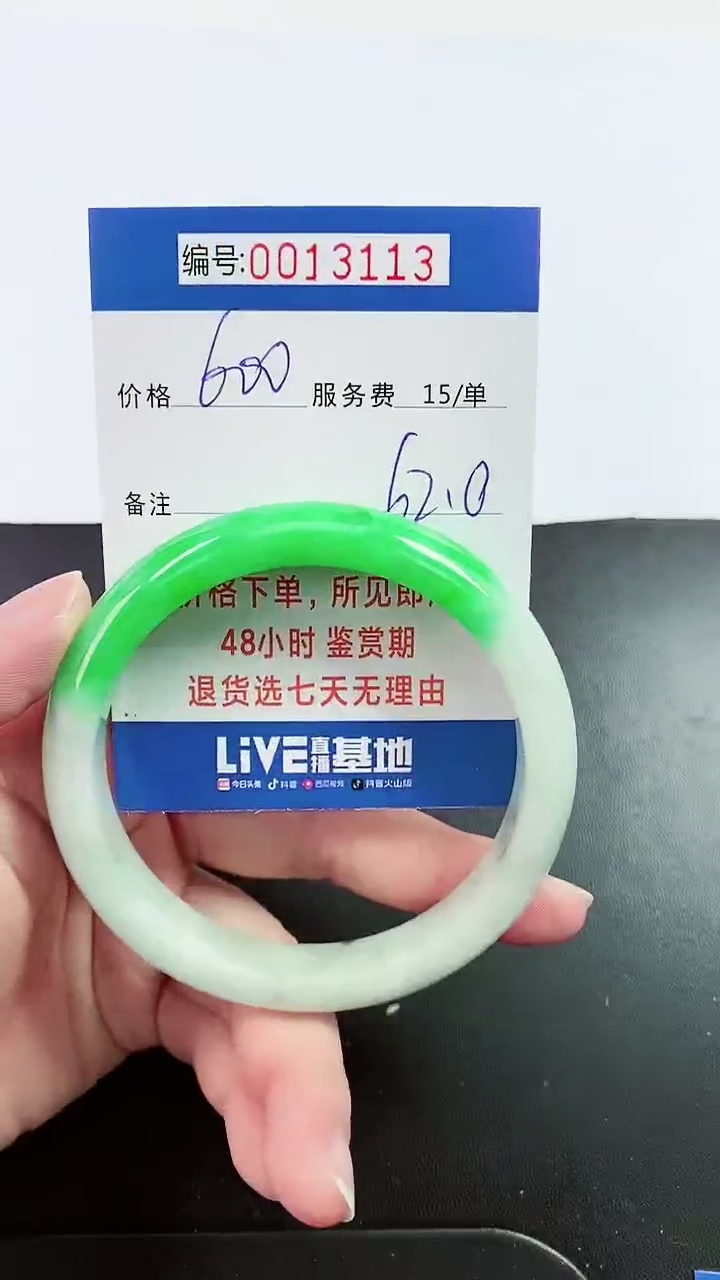 编号:0013113
价格 600 服务费 15/单
备注 62.0
价格下单，所见即
48小时 鉴赏期
退货选七天无理由
LiVE直播基地
今日头条 抖音 西瓜视频 抖音火山版